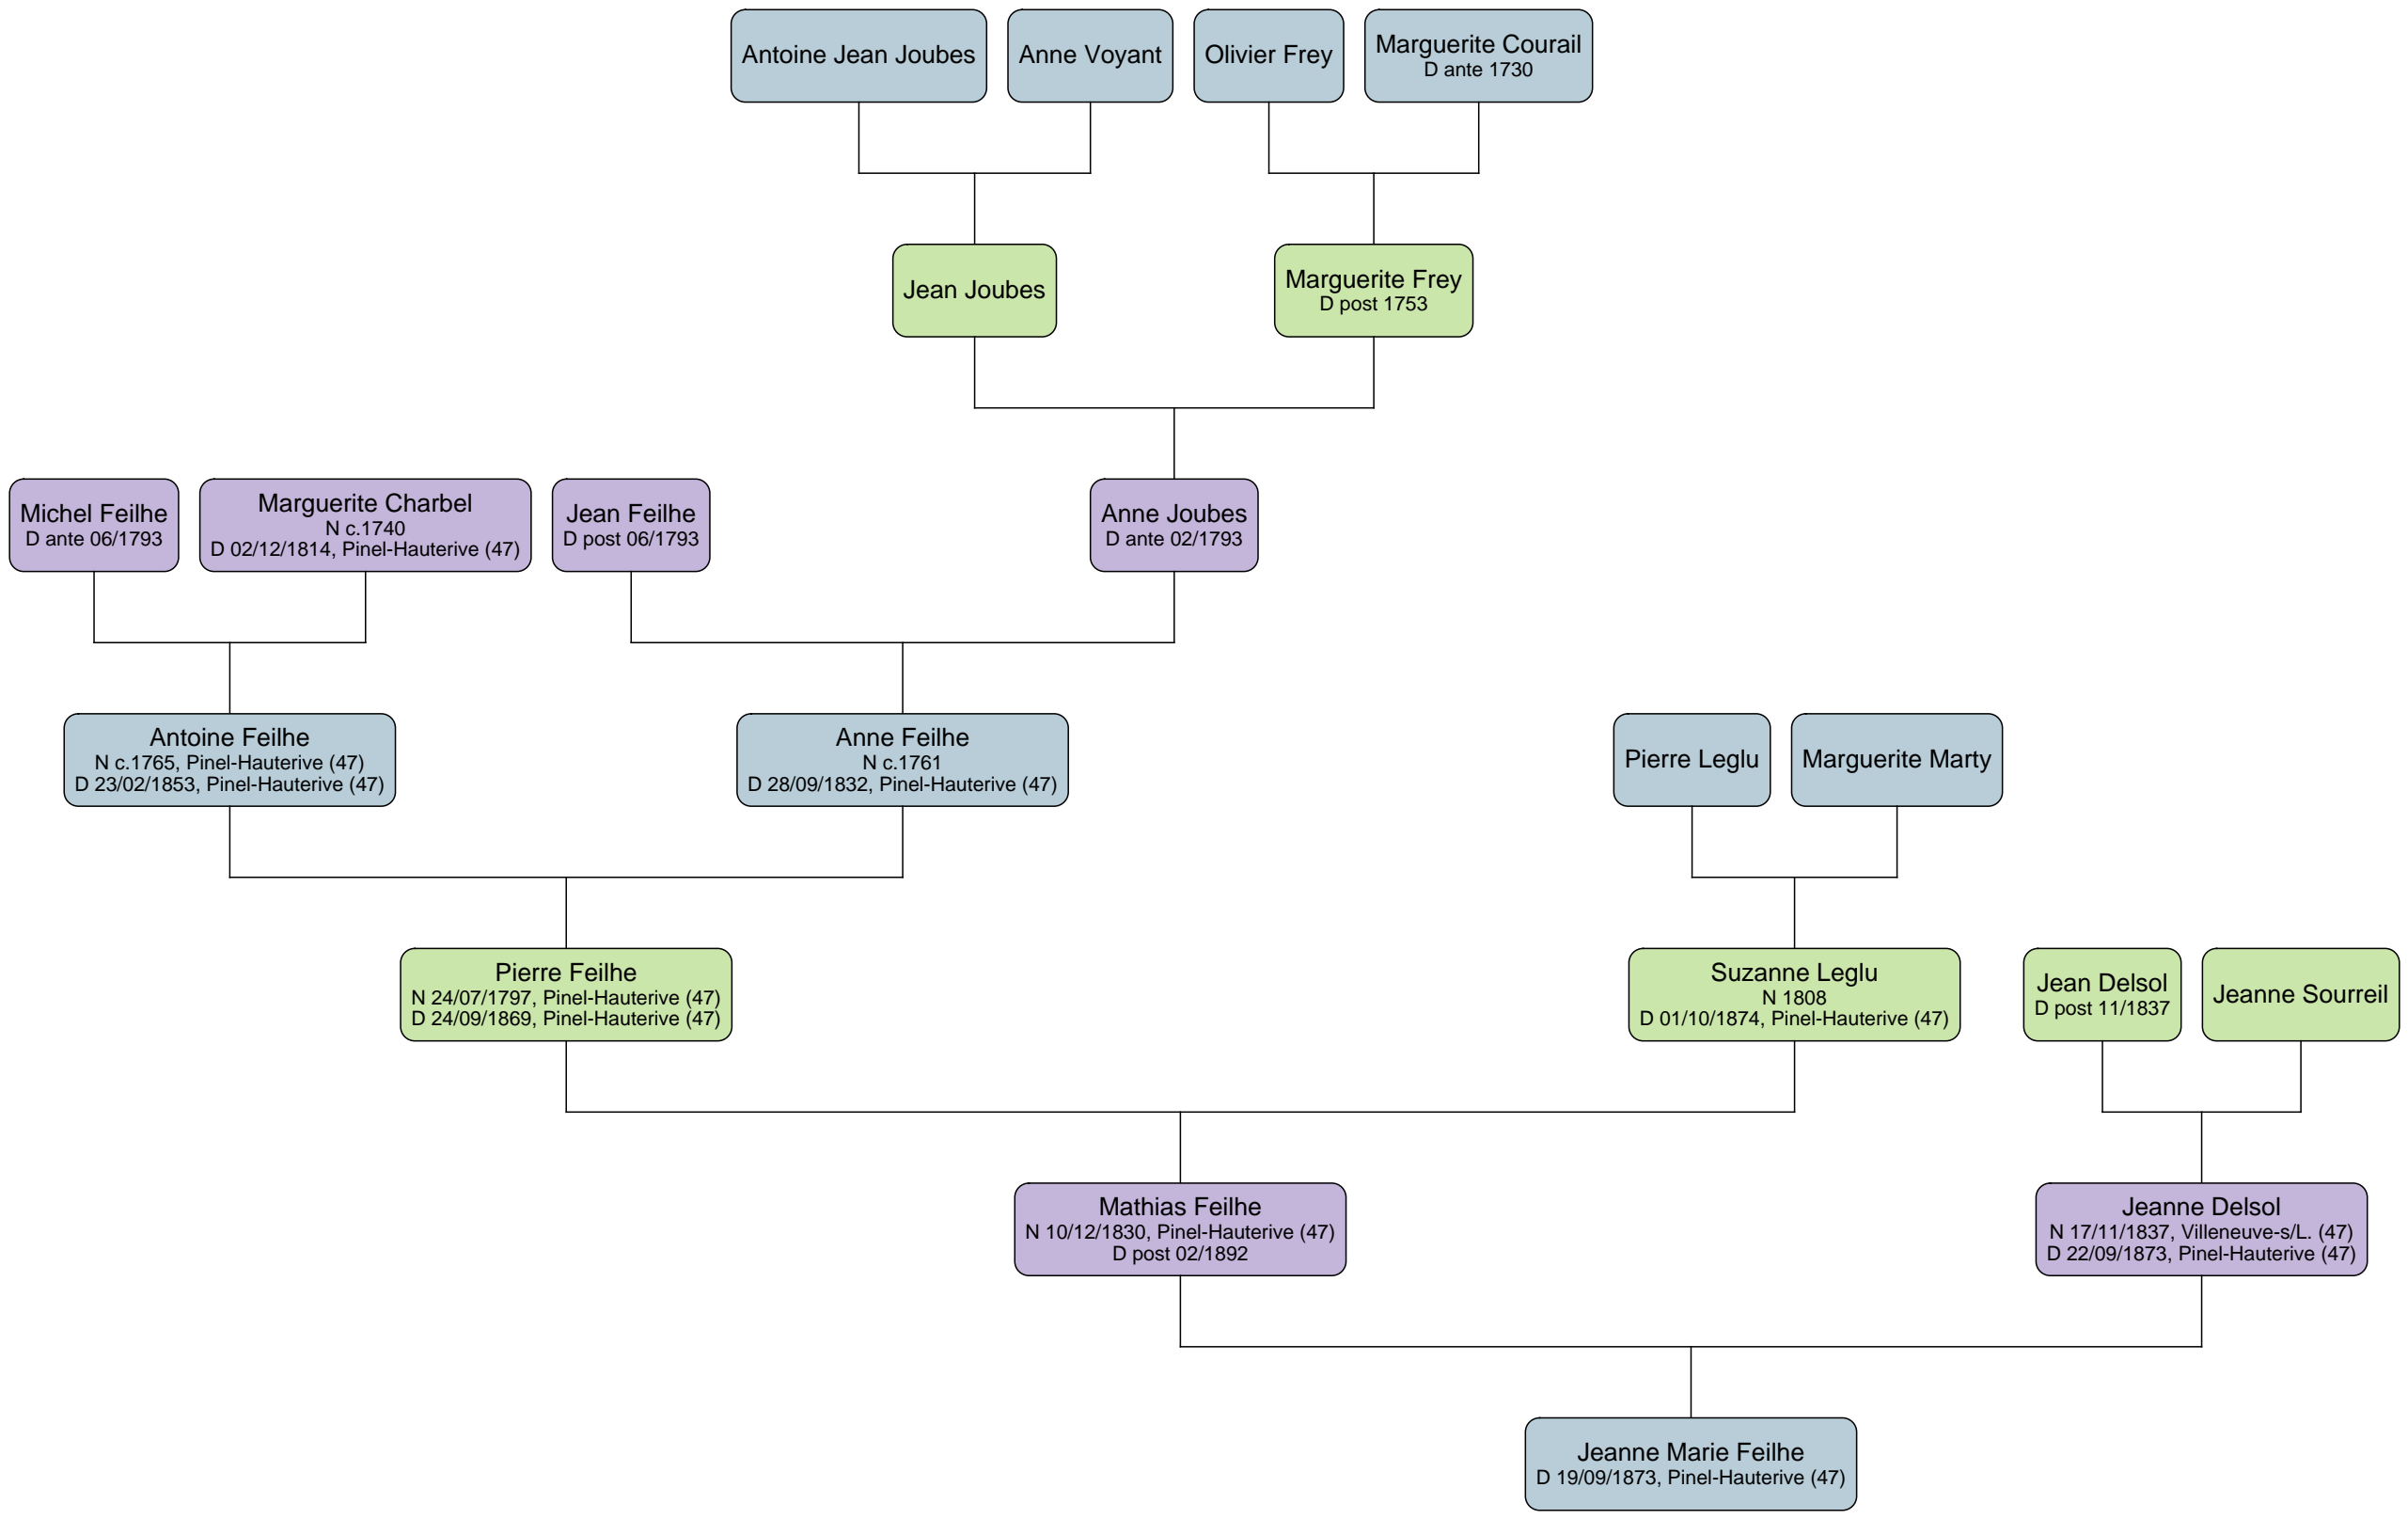 Antoine Jean Joubes
Anne Voyant
Olivier Frey
Marguerite Courail
D ante 1730
Jean Joubes
Marguerite Frey
D post 1753
Michel Feilhe
D ante 06/1793
Marguerite Charbel
N c.1740
D 02/12/1814, Pinel-Hauterive (47)
Jean Feilhe
D post 06/1793
Anne Joubes
D ante 02/1793
Antoine Feilhe
N c.1765, Pinel-Hauterive (47)
D 23/02/1853, Pinel-Hauterive (47)
Anne Feilhe
N c.1761
D 28/09/1832, Pinel-Hauterive (47)
Pierre Leglu
Marguerite Marty
Pierre Feilhe
N 24/07/1797, Pinel-Hauterive (47)
D 24/09/1869, Pinel-Hauterive (47)
Suzanne Leglu
N 1808
D 01/10/1874, Pinel-Hauterive (47)
Jean Delsol
D post 11/1837
Jeanne Sourreil
Mathias Feilhe
N 10/12/1830, Pinel-Hauterive (47)
D post 02/1892
Jeanne Delsol
N 17/11/1837, Villeneuve-s/L. (47)
D 22/09/1873, Pinel-Hauterive (47)
Jeanne Marie Feilhe
D 19/09/1873, Pinel-Hauterive (47)